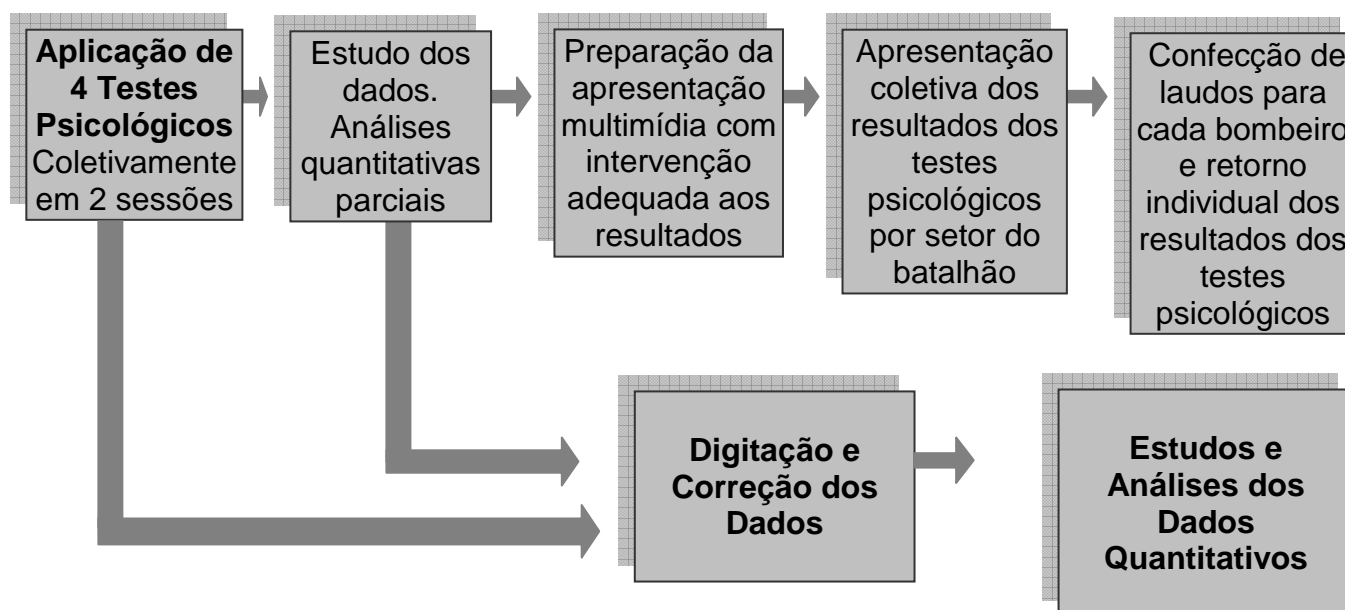 Aplicação de
4 Testes
Psicológicos
Coletivamente
em 2 sessões
Estudo dos
dados.
Análises
quantitativas
parciais
Preparação da
apresentação
multimídia com
intervenção
adequada aos
resultados
Apresentação
coletiva dos
resultados dos
testes
psicológicos
por setor do
batalhão
Confecção de
laudos para
cada bombeiro
e retorno
individual dos
resultados dos
testes
psicológicos
Digitação e
Correção dos
Dados
Estudos e
Análises dos
Dados
Quantitativos